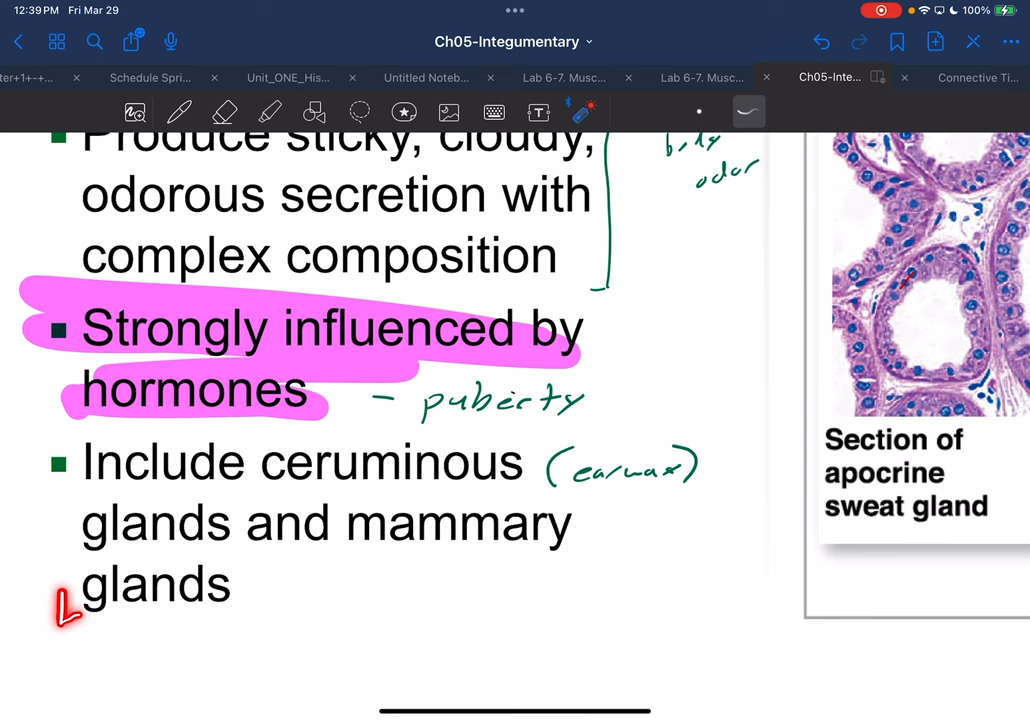 12:39 PM Fri Mar 29
100%
Ch05-Integumentary
ter+1+-+...
Schedule Spri...
Unit_ONE_His...
Untitled Noteb...
Lab 6-7. Musc...
Lab 6-7. Musc...
Ch05-Inte...
Connective Ti...
Produce sticky, cloudy,
odorous secretion with
odor
complex composition
Strongly influenced by
hormones - puberty
Include ceruminous (earwax)
glands and mammary
glands
L
Section of
apocrine
sweat gland